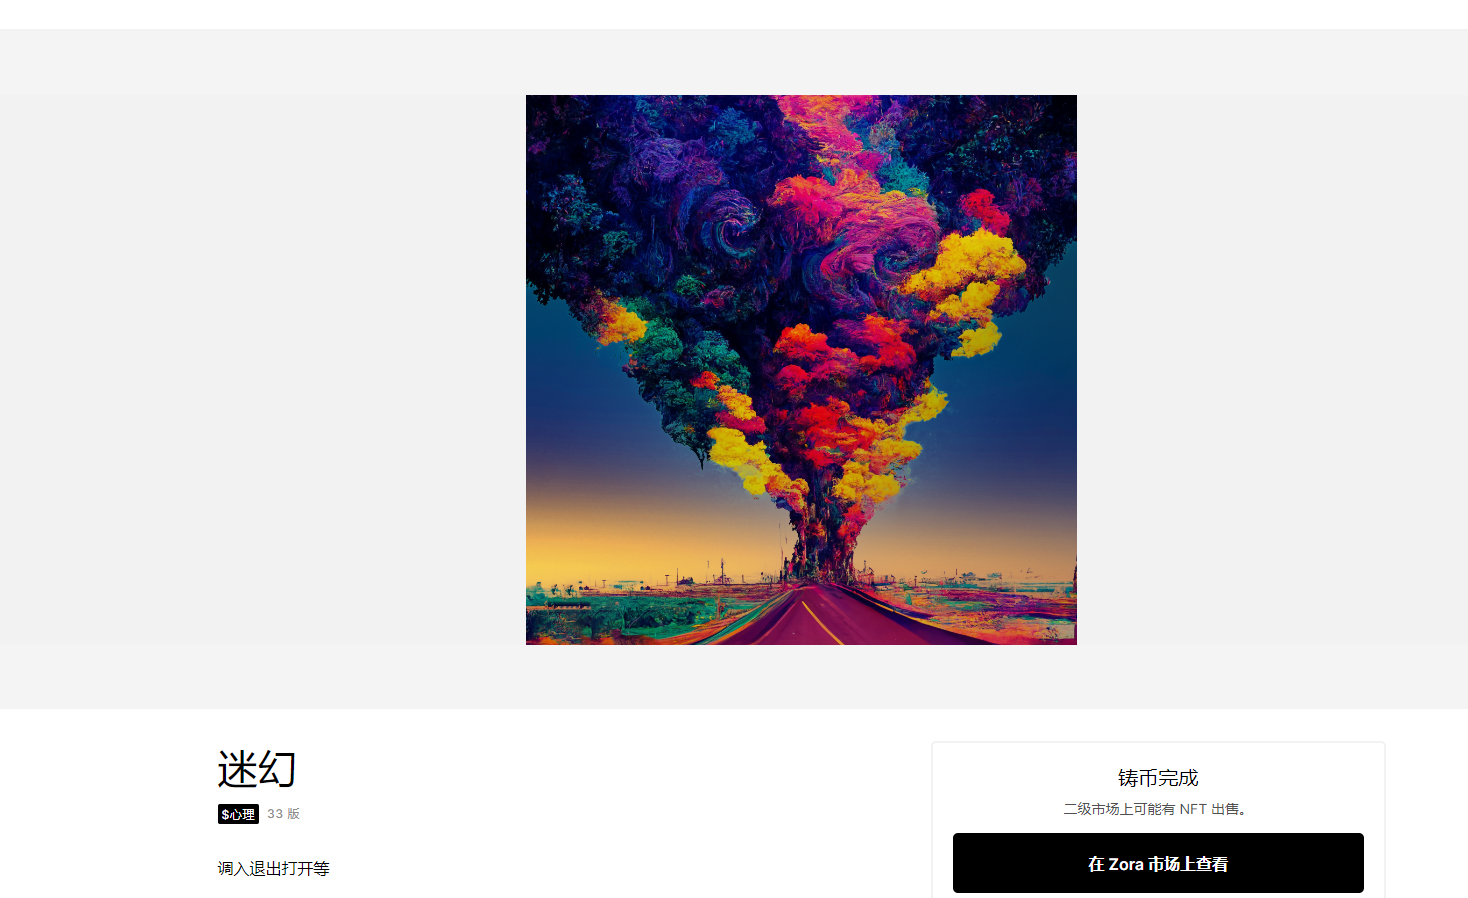 迷幻
$心理 33 版
调入退出打开等
铸币完成
二级市场上可能有 NFT 出售。
在 Zora 市场上查看